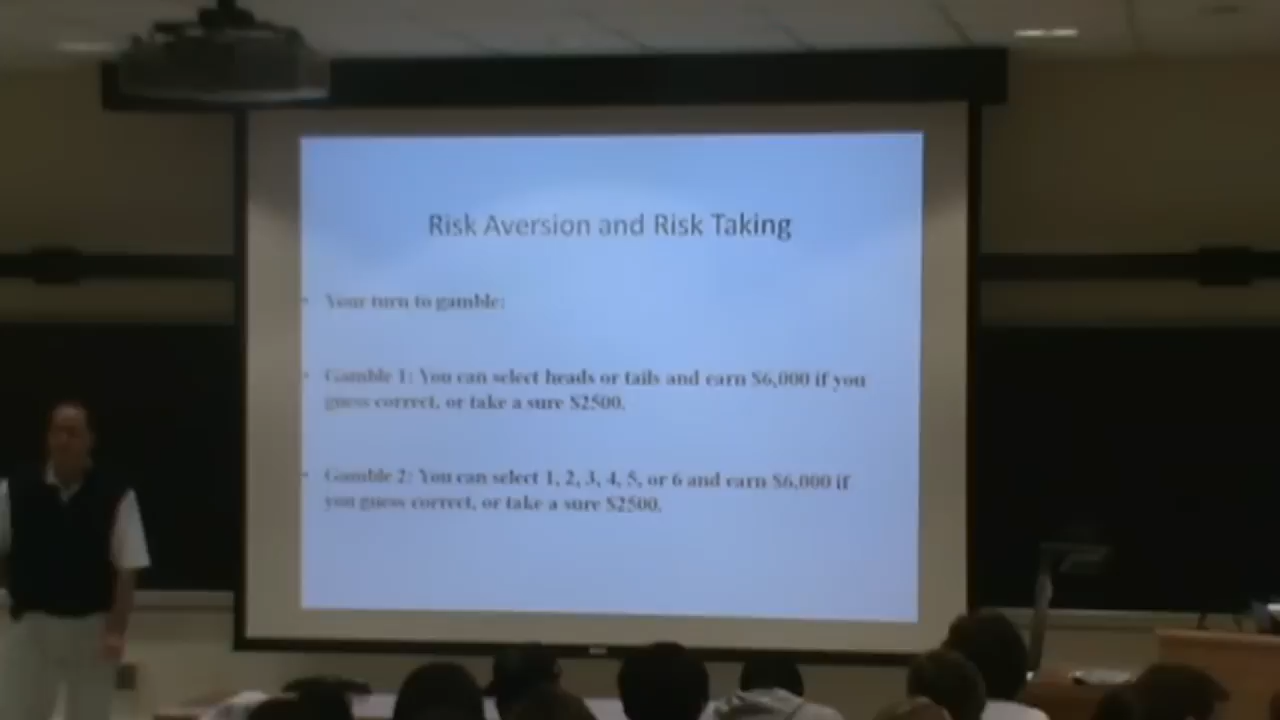 Risk Aversion and Risk Taking
• Your turn to gamble:
• Gamble 1: You can select heads or tails and earn $6,000 if you
guess correct, or take a sure $2500.
• Gamble 2: You can select 1, 2, 3, 4, 5, or 6 and earn $6,000 if
you guess correct, or take a sure $2500.